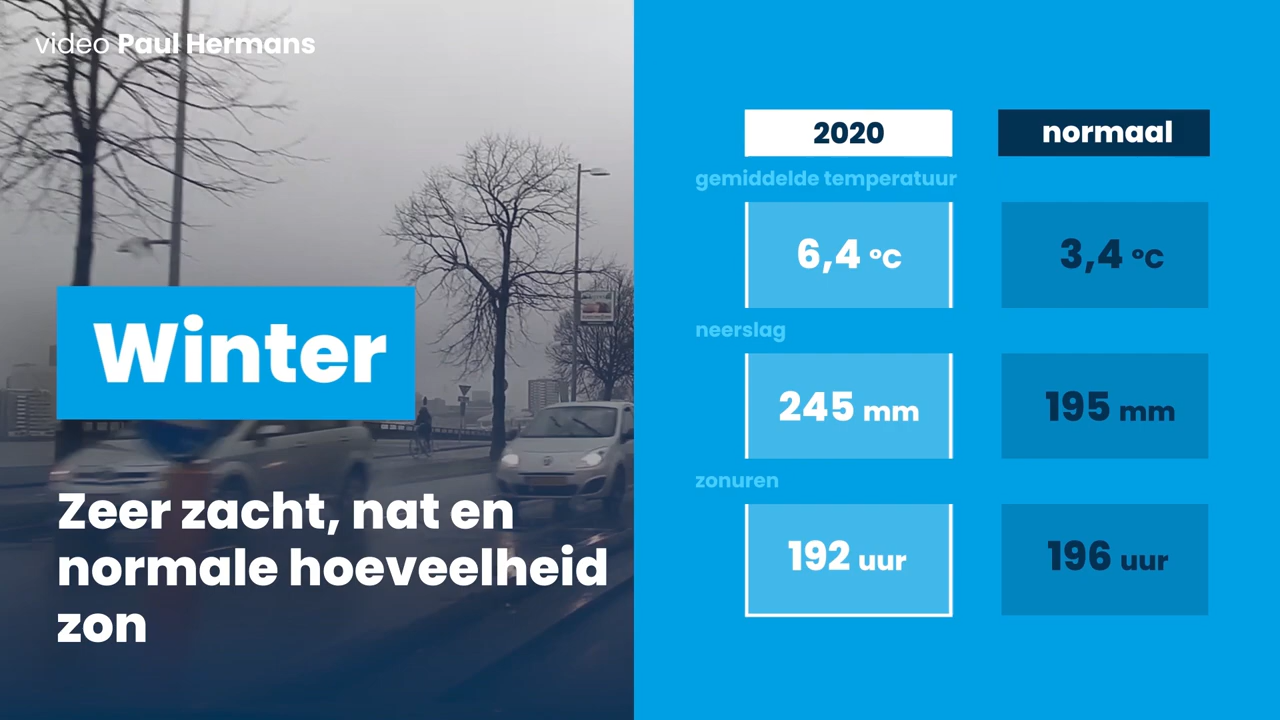 video Paul Hermans
Winter
Zeer zacht, nat en
normale hoeveelheid
zon
2020 normaal
gemiddelde temperatuur
6,4 °C 3,4 °C
neerslag
245 mm 195 mm
zonuren
192 uur 196 uur